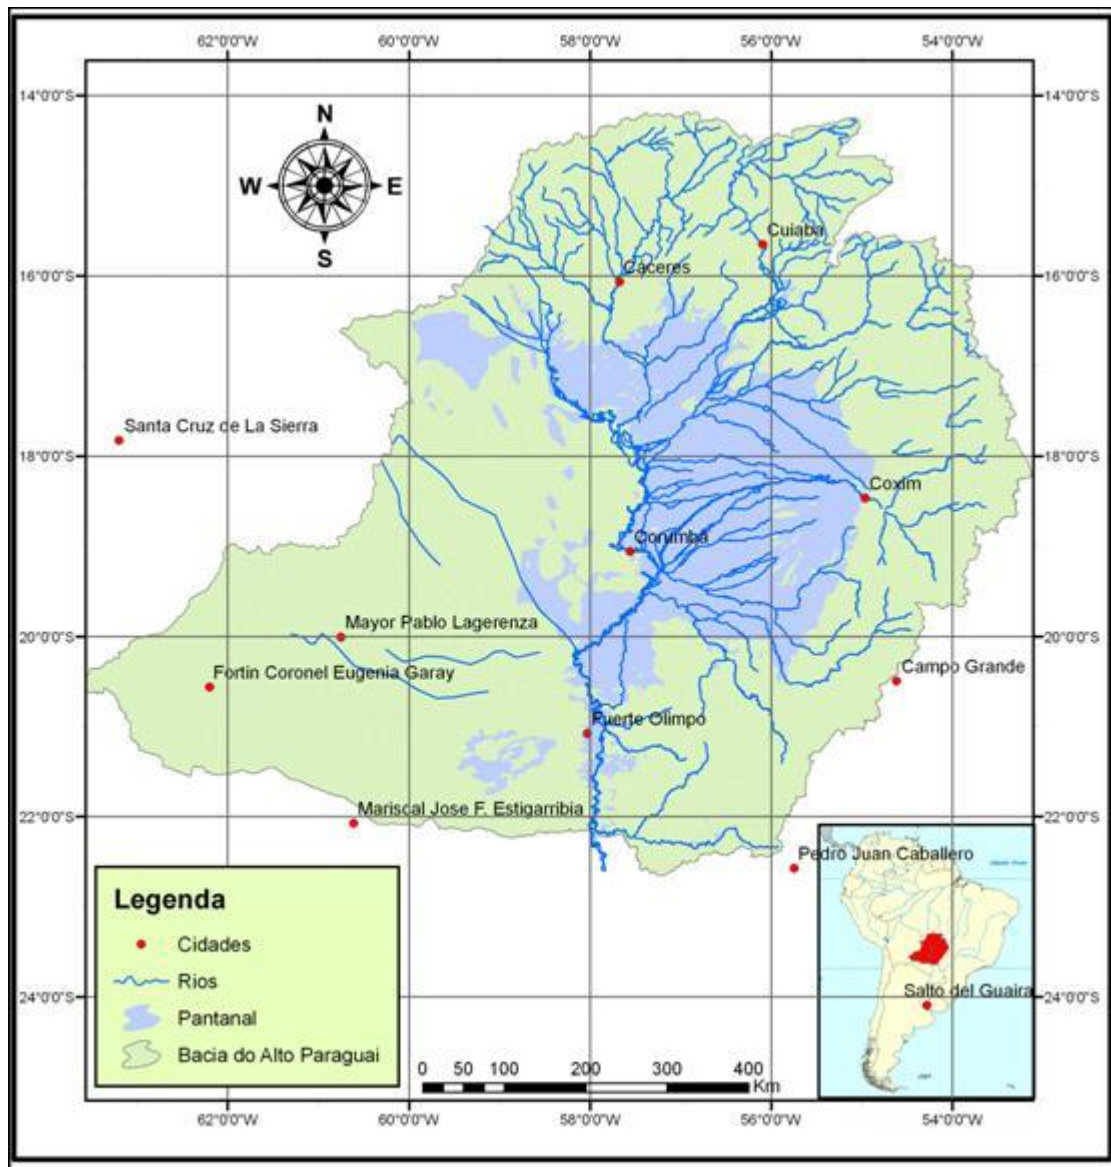 62°0'0"W 60°0'0"W 58°0'0"W 56°0'0"W 54°0'0"W
14°0'0"S 14°0'0"S
N
W E
S
Cuiaba
Caceres
16°0'0"S 16°0'0"S
Santa Cruz de La Sierra
18°0'0"S 18°0'0"S
Coxim
Corumba
Mayor Pablo Lagerenza
20°0'0"S 20°0'0"S
Fortin Coronel Eugenia Garay
Campo Grande
Fuerte Olimpo
Mariscal Jose F. Estigarribia
22°0'0"S 22°0'0"S
Pedro Juan Caballero
Legenda
Cidades
Rios
Pantanal
Bacia do Alto Paraguai
Salto del Guaira
24°0'0"S 24°0'0"S
0 50 100 200 300 400
Km
62°0'0"W 60°0'0"W 58°0'0"W 56°0'0"W 54°0'0"W